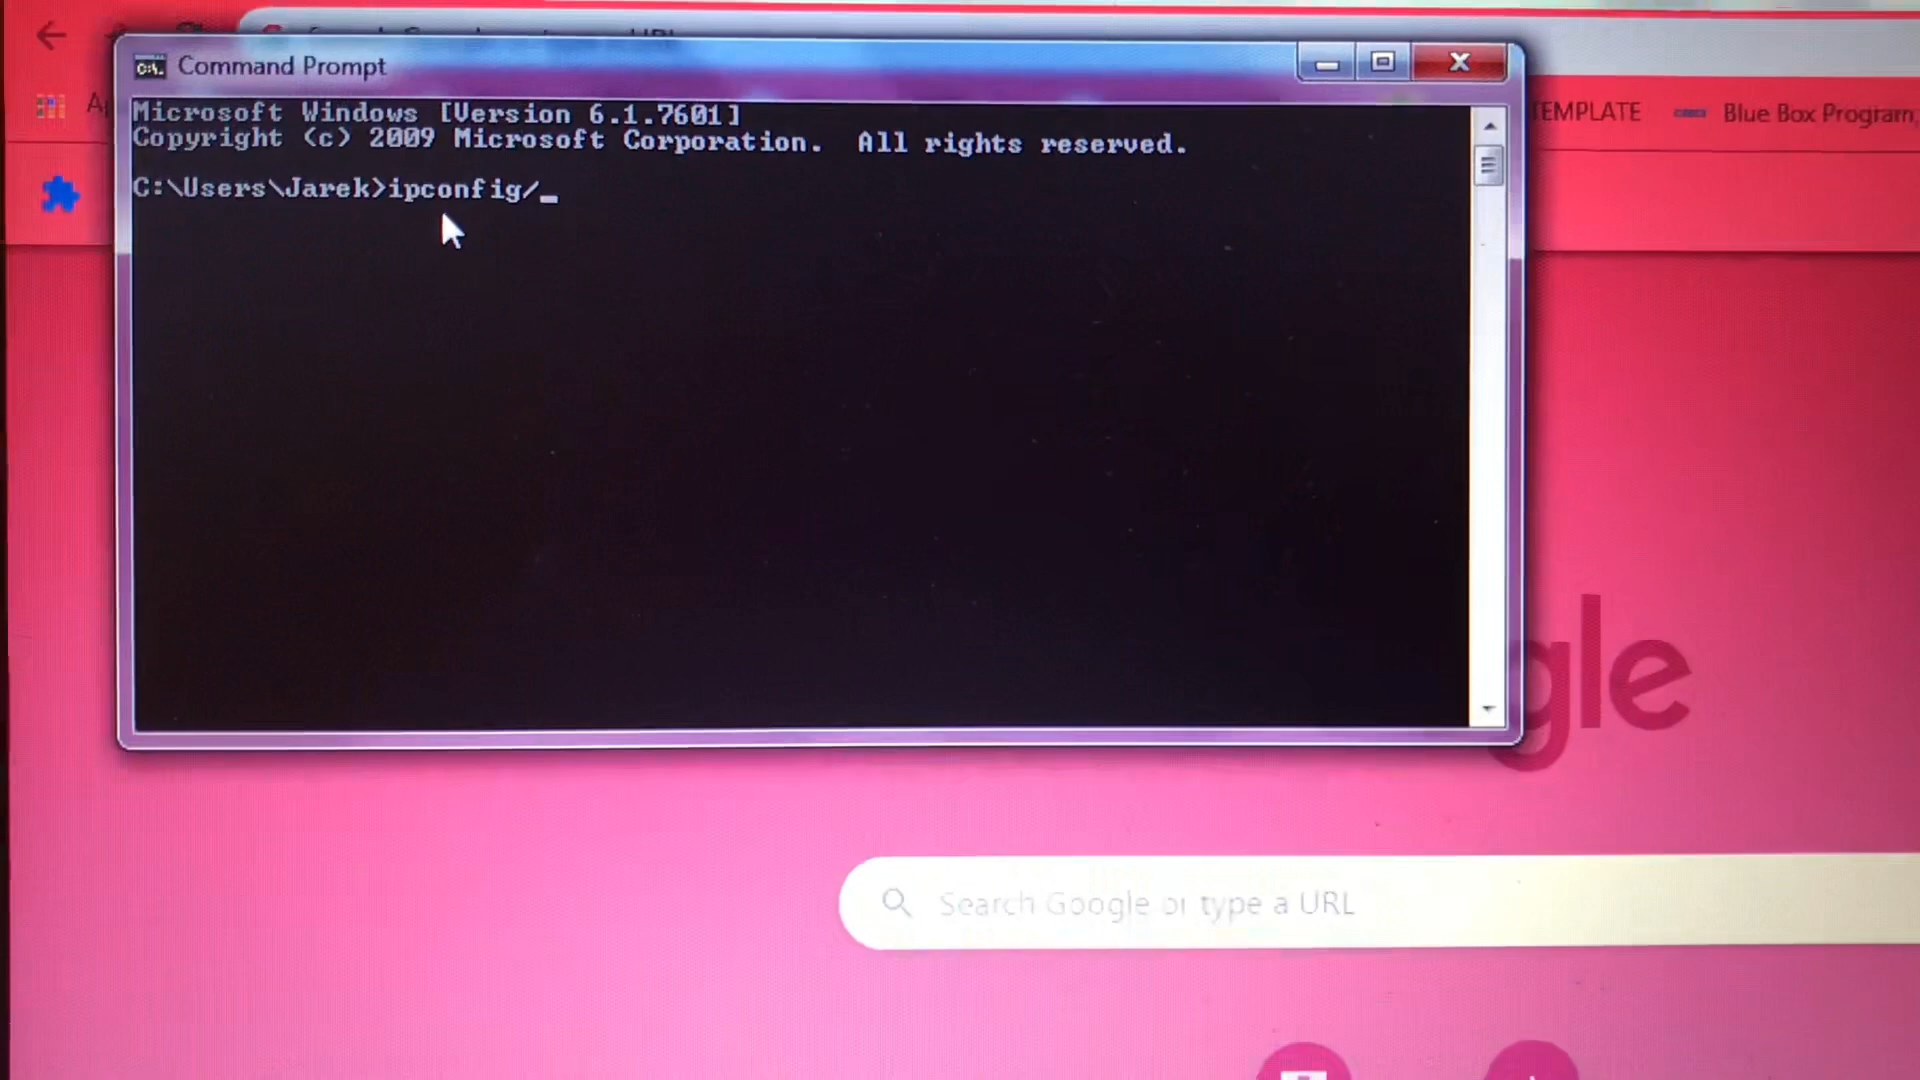 Command Prompt
Microsoft Windows [Version 6.1.7601]
Copyright (c) 2009 Microsoft Corporation.  All rights reserved.
C:\Users\Jarek>ipconfig/_
TEMPLATE
Blue Box Program,
gle
Search Google or type a URL